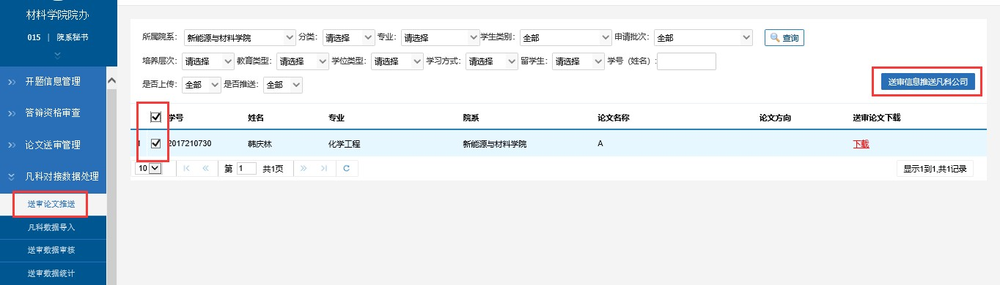 材料学院院办
015 | 院系秘书
开题信息管理
答辩资格审查
论文送审管理
凡科对接数据处理
送审论文推送
凡科数据导入
送审数据审核
送审数据统计
所属院系: 新能源与材料学院 分类: 请选择 专业: 请选择 学生类别: 全部 申请批次: 全部 查询
培养层次: 请选择 教育类型: 请选择 学位类型: 请选择 学习方式: 请选择 留学生: 请选择 学号(姓名):
是否上传: 全部 是否推送: 全部
送审信息推送凡科公司
学号 姓名 专业 院系 论文名称 论文方向 送审论文下载
1 2017210730 韩庆林 化学工程 新能源与材料学院 A 下载
10 第 1 共1页 显示1到1,共1记录